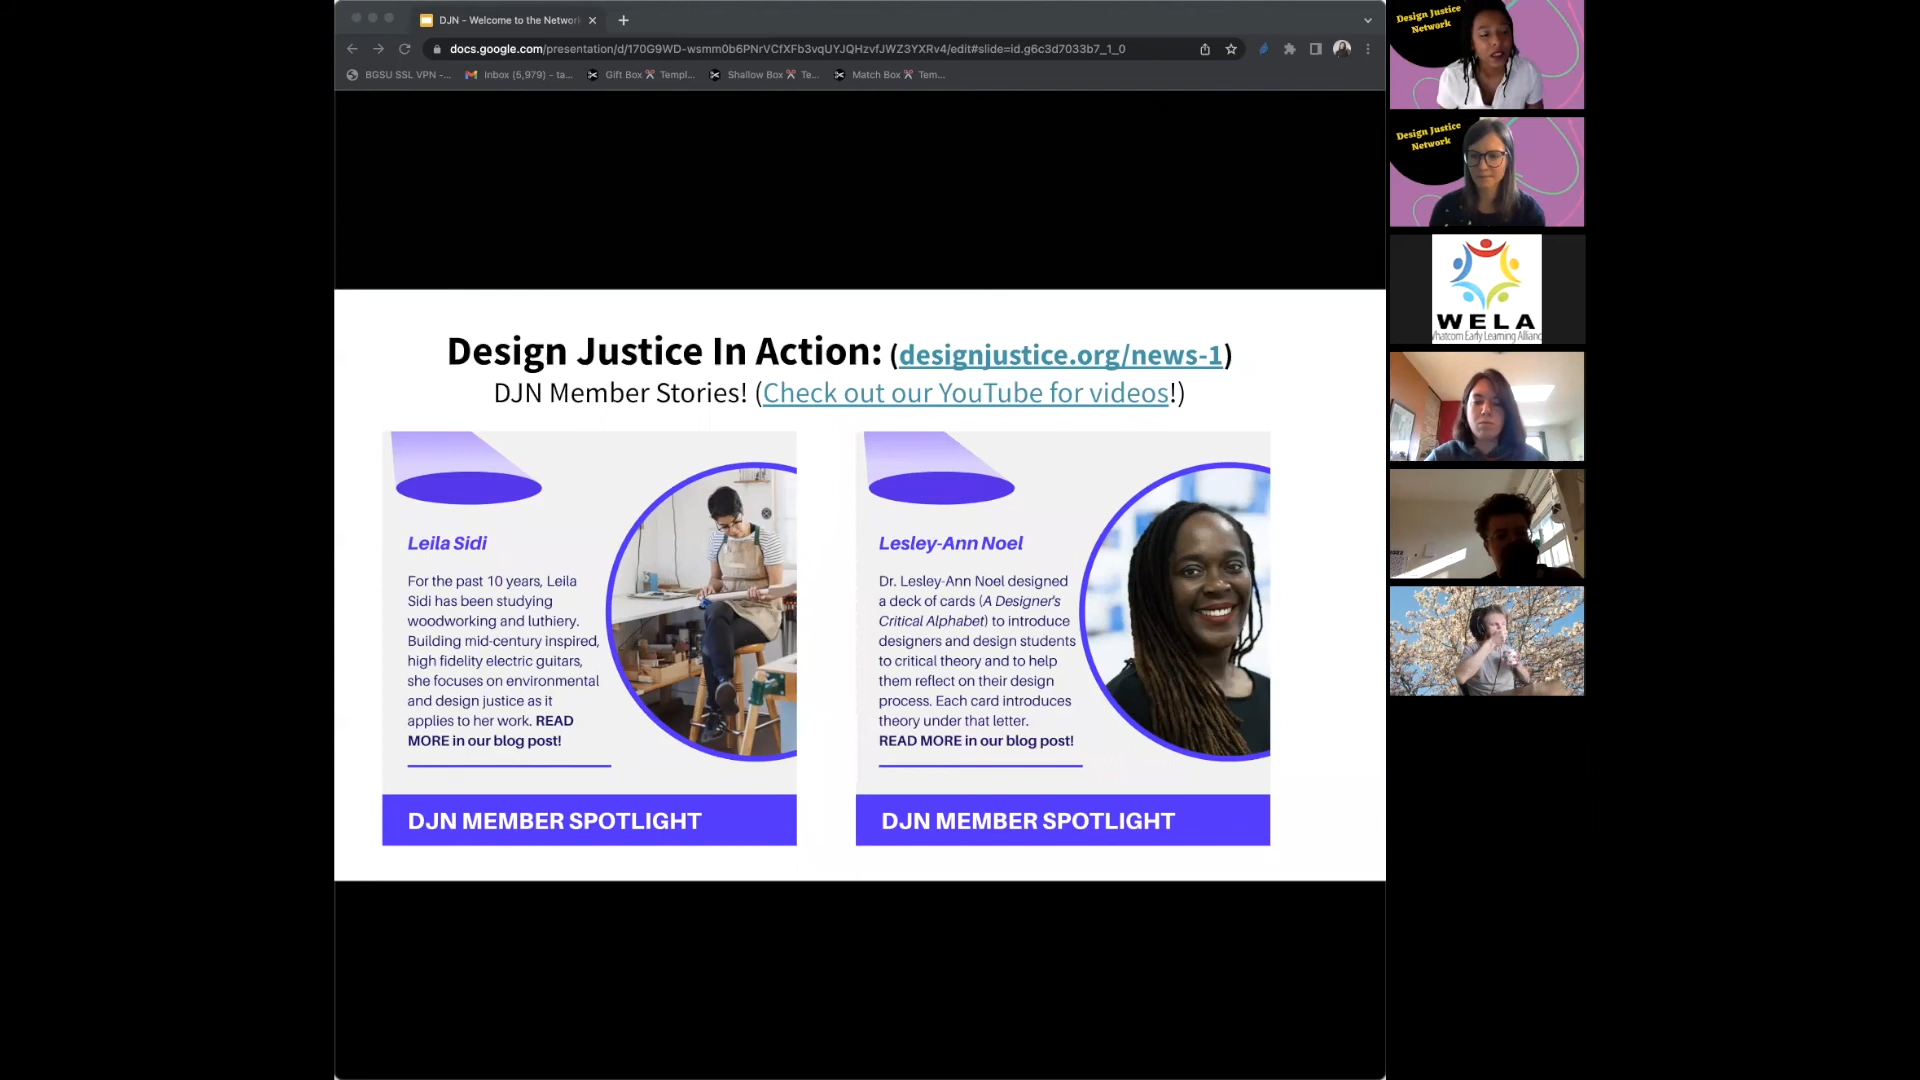 DJN - Welcome to the Network
docs.google.com/presentation/d/170G9WD-wsmm0b6PNrVCfXFb3vqUYJQHzvfJWZ3YXRv4/edit#slide=id.g6c3d7033b7_1_0
BGSU SSL VPN -... Inbox (5,979) - ta... Gift Box Templ... Shallow Box Te... Match Box Tem...
Design Justice In Action: (designjustice.org/news-1)
DJN Member Stories! (Check out our YouTube for videos!)
Leila Sidi
For the past 10 years, Leila
Sidi has been studying
woodworking and luthiery.
Building mid-century inspired,
high fidelity electric guitars,
she focuses on environmental
and design justice as it
applies to her work. READ
MORE in our blog post!
DJN MEMBER SPOTLIGHT
Lesley-Ann Noel
Dr. Lesley-Ann Noel designed
a deck of cards (A Designer's
Critical Alphabet) to introduce
designers and design students
to critical theory and to help
them reflect on their design
process. Each card introduces
theory under that letter.
READ MORE in our blog post!
DJN MEMBER SPOTLIGHT
Design Justice
Network
Design Justice
Network
WELA
Whatcom Early Learning Alliance